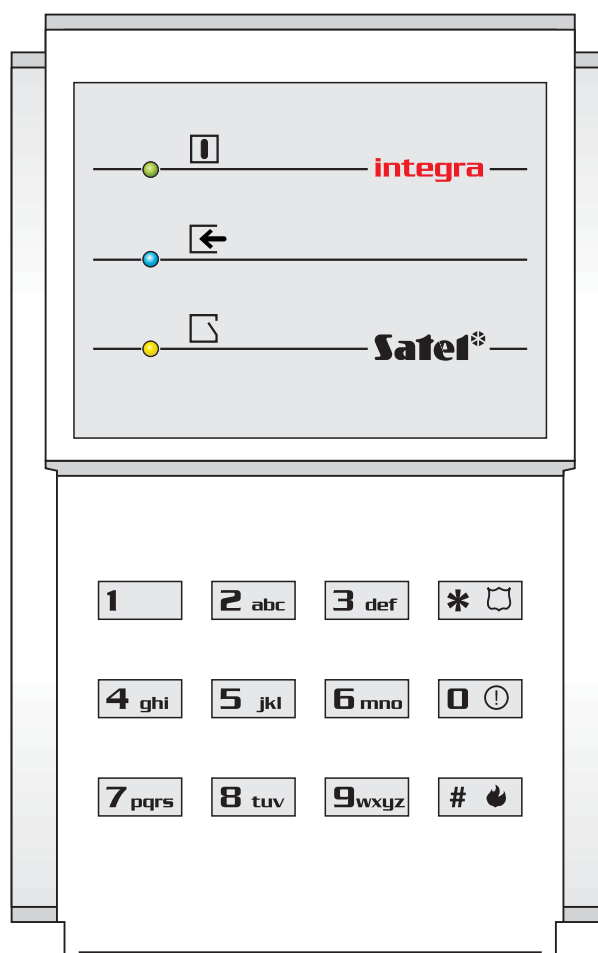 integra
Satel
1 2 abc 3 def *
4 ghi 5 jkl 6 mno 0 !
7 pqrs 8 tuv 9 wxyz #